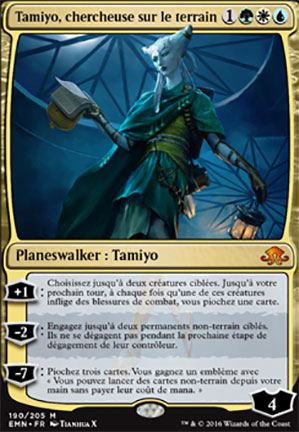 Tamiyo, chercheuse sur le terrain 1
Planeswalker : Tamiyo
+1 Choisissez jusqu'à deux créatures ciblées. Jusqu'à votre
prochain tour, à chaque fois qu'une de ces créatures
inflige des blessures de combat, vous piochez une carte.
-2 Engagez jusqu'à deux permanents non-terrain ciblés.
Ils ne se dégagent pas pendant la prochaine étape de
dégagement de leur contrôleur.
-7 Piochez trois cartes. Vous gagnez un emblème avec
« Vous pouvez lancer des cartes non-terrain depuis votre
main sans payer leur coût de mana. »
4
190/205 M
EMN • FR Tianhua X
™ & © 2016 Wizards of the Coast